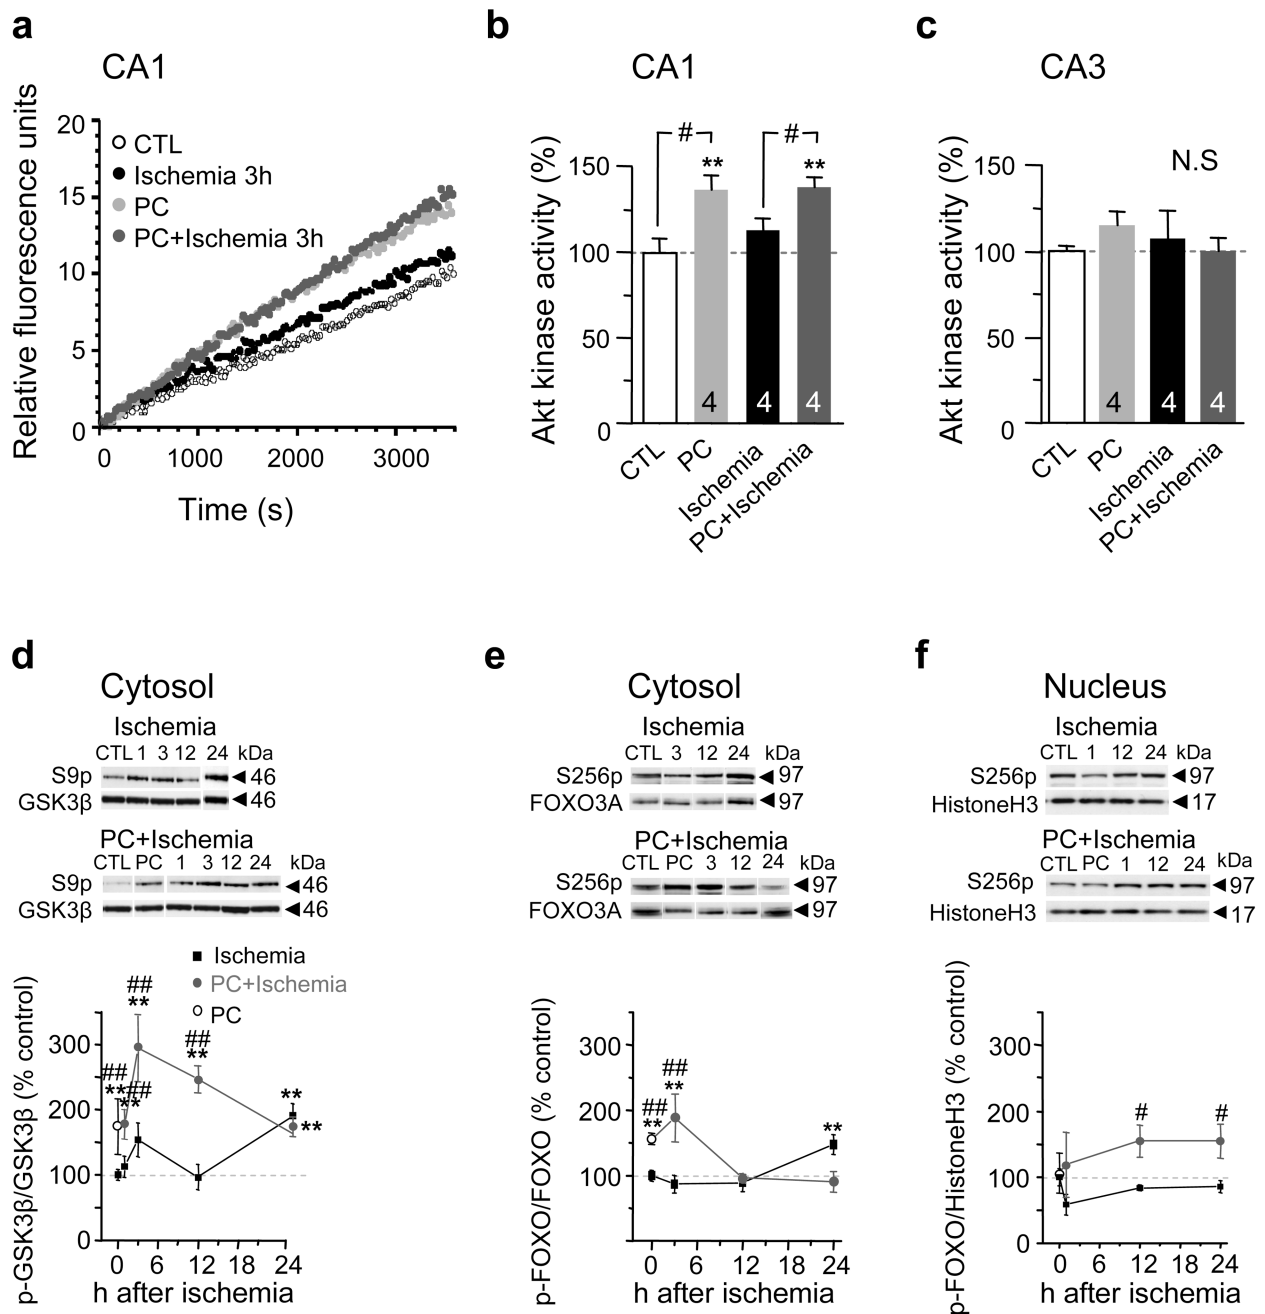 a
CA1
Relative fluorescence units
20
15
10
5
0
CTL
Ischemia 3h
PC
PC+Ischemia 3h
0 1000 2000 3000
Time (s)
b
CA1
Akt kinase activity (%)
150
100
50
0
# #
** **
4 4 4
CTL PC Ischemia PC+Ischemia
c
CA3
Akt kinase activity (%)
150
100
50
0
N.S
4 4 4
CTL PC Ischemia PC+Ischemia
d
Cytosol
Ischemia
CTL 1 3 12 24 kDa
S9p 46
GSK3β 46
PC+Ischemia
CTL PC 1 3 12 24 kDa
S9p 46
GSK3β 46
Ischemia
PC+Ischemia
PC
p-GSK3β/GSK3β (% control)
300
200
100
0
##
**
##
**
##
**
##
**
**
**
0 6 12 18 24
h after ischemia
e
Cytosol
Ischemia
CTL 3 12 24 kDa
S256p 97
FOXO3A 97
PC+Ischemia
CTL PC 3 12 24 kDa
S256p 97
FOXO3A 97
p-FOXO/FOXO (% control)
300
200
100
##
**
##
**
**
0 6 12 18 24
h after ischemia
f
Nucleus
Ischemia
CTL 1 12 24 kDa
S256p 97
HistoneH3 17
PC+Ischemia
CTL PC 1 12 24 kDa
S256p 97
HistoneH3 17
p-FOXO/HistoneH3 (% control)
300
200
100
0
# #
0 6 12 18 24
h after ischemia